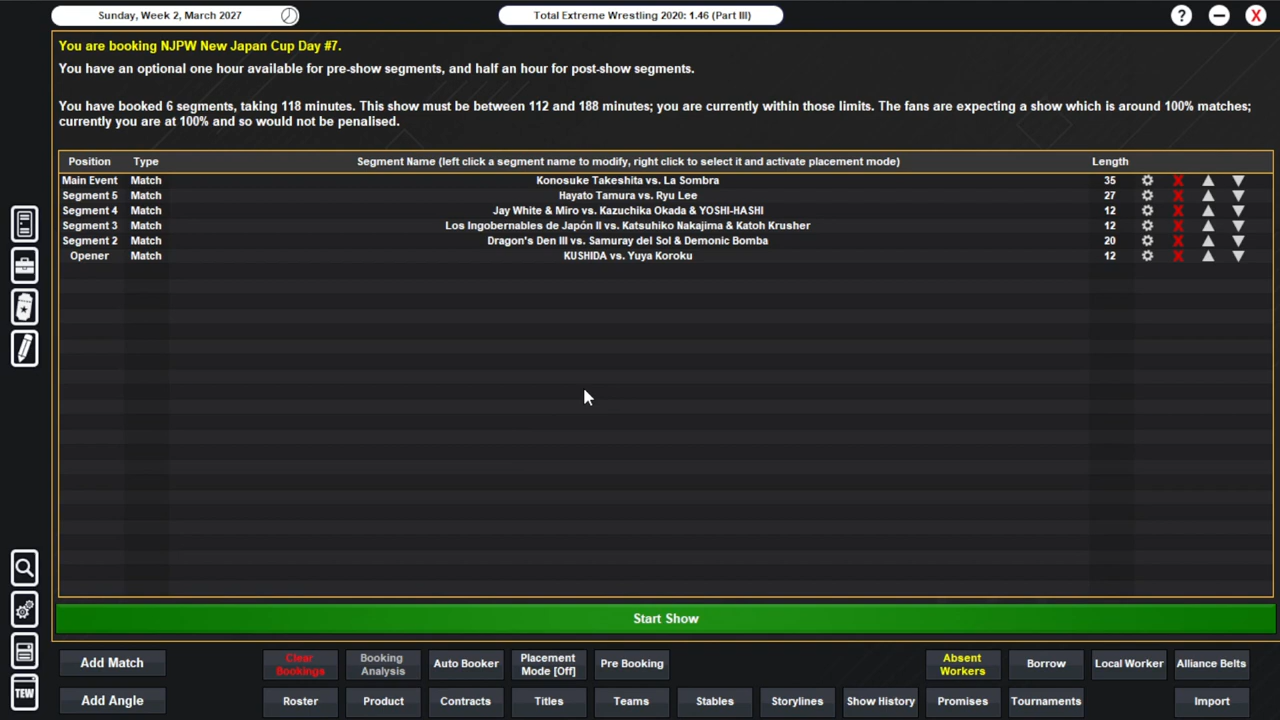 Sunday, Week 2, March 2027
Total Extreme Wrestling 2020: 1.46 (Part III)
?
X
You are booking NJPW New Japan Cup Day #7.
You have an optional one hour available for pre-show segments, and half an hour for post-show segments.
You have booked 6 segments, taking 118 minutes. This show must be between 112 and 188 minutes; you are currently within those limits. The fans are expecting a show which is around 100% matches;
currently you are at 100% and so would not be penalised.
Position Type Segment Name (left click a segment name to modify, right click to select it and activate placement mode) Length
Main Event Match Konosuke Takeshita vs. La Sombra 35 X
Segment 5 Match Hayato Tamura vs. Ryu Lee 27 X
Segment 4 Match Jay White & Miro vs. Kazuchika Okada & YOSHI-HASHI 12 X
Segment 3 Match Los Ingobernables de Japón II vs. Katsuhiko Nakajima & Katoh Krusher 12 X
Segment 2 Match Dragon's Den III vs. Samuray del Sol & Demonic Bomba 20 X
Opener Match KUSHIDA vs. Yuya Koroku 12 X
Start Show
Add Match
Clear Bookings
Booking Analysis
Auto Booker
Placement Mode [Off]
Pre Booking
Absent Workers
Borrow
Local Worker
Alliance Belts
TEW
Add Angle
Roster
Product
Contracts
Titles
Teams
Stables
Storylines
Show History
Promises
Tournaments
Import